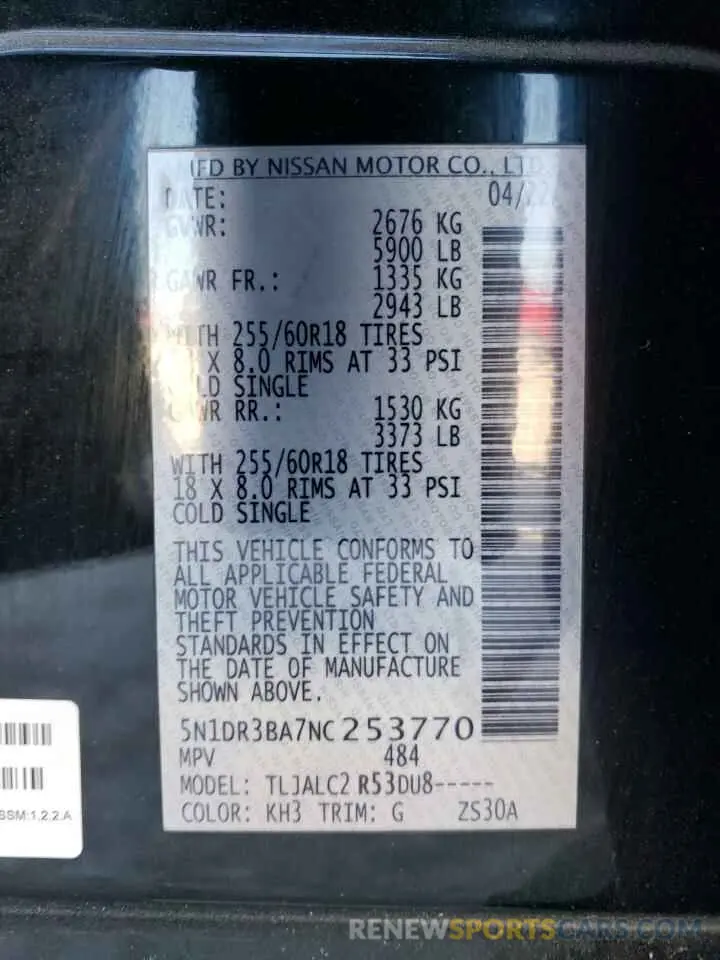 MFD BY NISSAN MOTOR CO., LTD.
DATE: 04/22
GVWR: 2676 KG
5900 LB
GAWR FR.: 1335 KG
2943 LB
WITH 255/60R18 TIRES
X 8.0 RIMS AT 33 PSI
COLD SINGLE
GAWR RR.: 1530 KG
3373 LB
WITH 255/60R18 TIRES
18 X 8.0 RIMS AT 33 PSI
COLD SINGLE
THIS VEHICLE CONFORMS TO
ALL APPLICABLE FEDERAL
MOTOR VEHICLE SAFETY AND
THEFT PREVENTION
STANDARDS IN EFFECT ON
THE DATE OF MANUFACTURE
SHOWN ABOVE.
5N1DR3BA7NC253770
MPV 484
MODEL: TLJALC2 R53DU8-----
COLOR: KH3 TRIM: G ZS30A
SSM:1,2,2.A
RENEWSPORTSCAR.COM